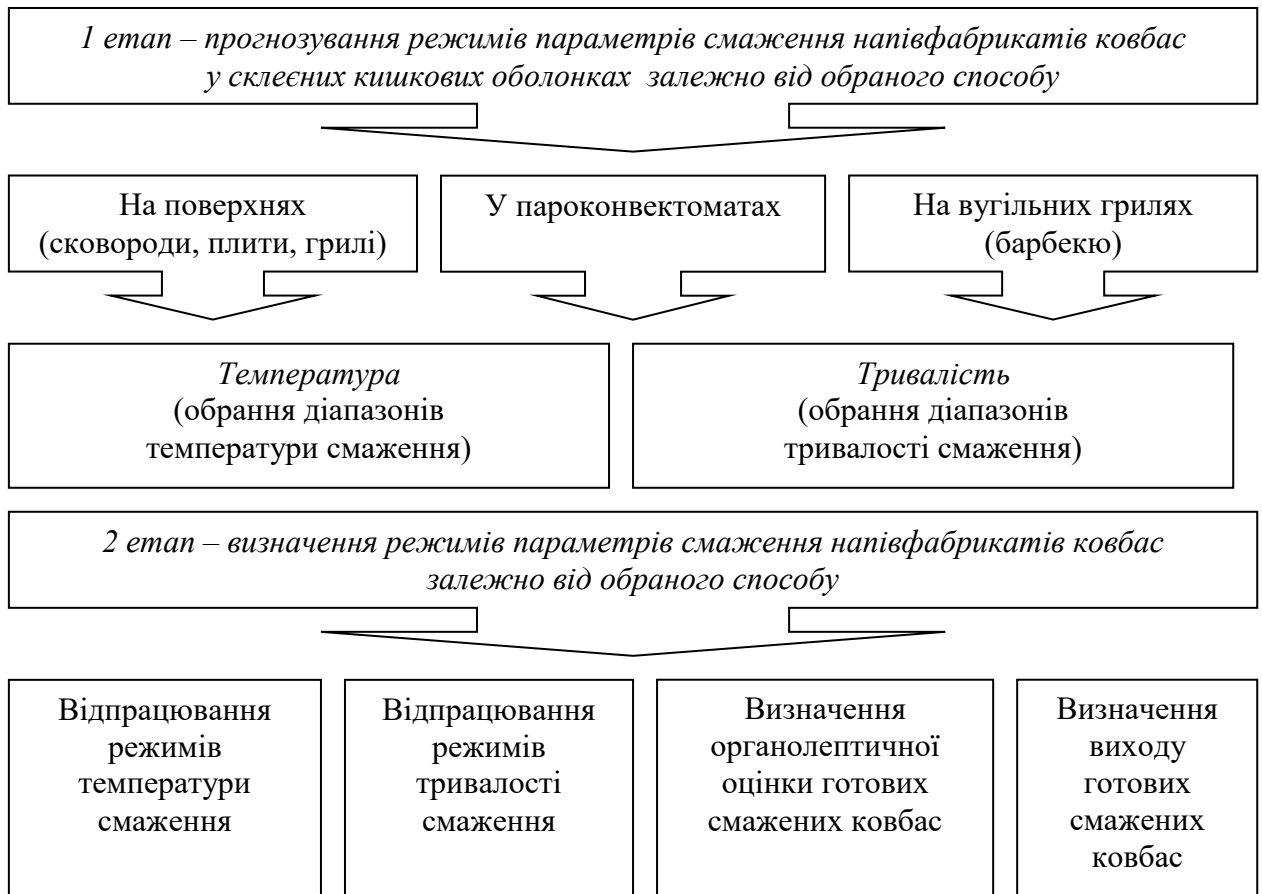 1 етап – прогнозування режимів параметрів смаження напівфабрикатів ковбас
у склеєних кишкових оболонках залежно від обраного способу
На поверхнях
(сковороди, плити, грилі)
У пароконвектоматах
На вугільних грилях
(барбекю)
Температура
(обрання діапазонів
температури смаження)
Тривалість
(обрання діапазонів
тривалості смаження)
2 етап – визначення режимів параметрів смаження напівфабрикатів ковбас
залежно від обраного способу
Відпрацювання
режимів
температури
смаження
Відпрацювання
режимів
тривалості
смаження
Визначення
органолептичної
оцінки готових
смажених ковбас
Визначення
виходу
готових
смажених
ковбас